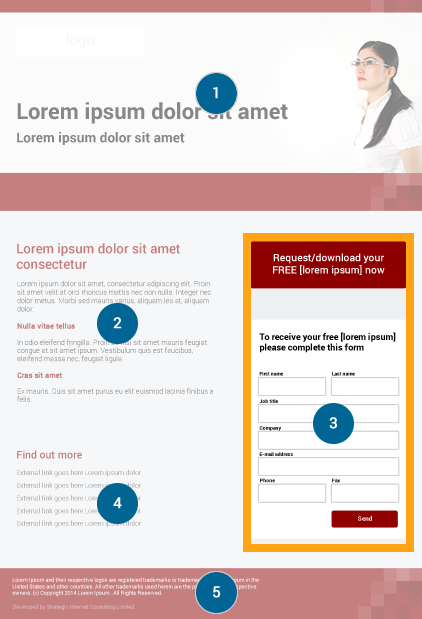 logo
1
Lorem ipsum dolor sit amet
Lorem ipsum dolor sit amet
Lorem ipsum dolor sit amet
consectetur
Lorem ipsum dolor sit amet, consectetur adipiscing elit. Proin
sit amet velit at orci rhoncus mattis nec non nulls. Integer nec
dolor metus. Morbi sed mauris varius, aliquam leo at, aliquam
dolor.
Nulla vitae tellus
2
In odio eleifend fringilla. Proin sit amet mauris feugiat
congue at sit amet ipsum. Vestibulum quis est faucibus,
eleifend massa nec, feugiat ligule
Cras sit amet
Ex mauris. Duis sit amet purus eu elit euismod lacinia finibus a
felis.
Find out more
External link goes here Lorem ipsum dolor
External link goes here Lorem ipsum dolor
External link goes here Lorem ipsum dolor
4
External link goes here Lorem ipsum dolor
External link goes here Lorem ipsum dolor
Request/download your
FREE [lorem ipsum] now
To receive your free [lorem ipsum]
please complete this form
First name Last name
Job title
3
Company
E-mail address
Phone Fax
Send
Lorem Ipsum and their respective logos are registered trademarks or in the
United States and other countries. All other trademarks used herein are the
owners. (c) Copyright 2014 Lorem Ipsum. All Rights Reserved.
5
Developed by Strategic Internet Consulting Limited